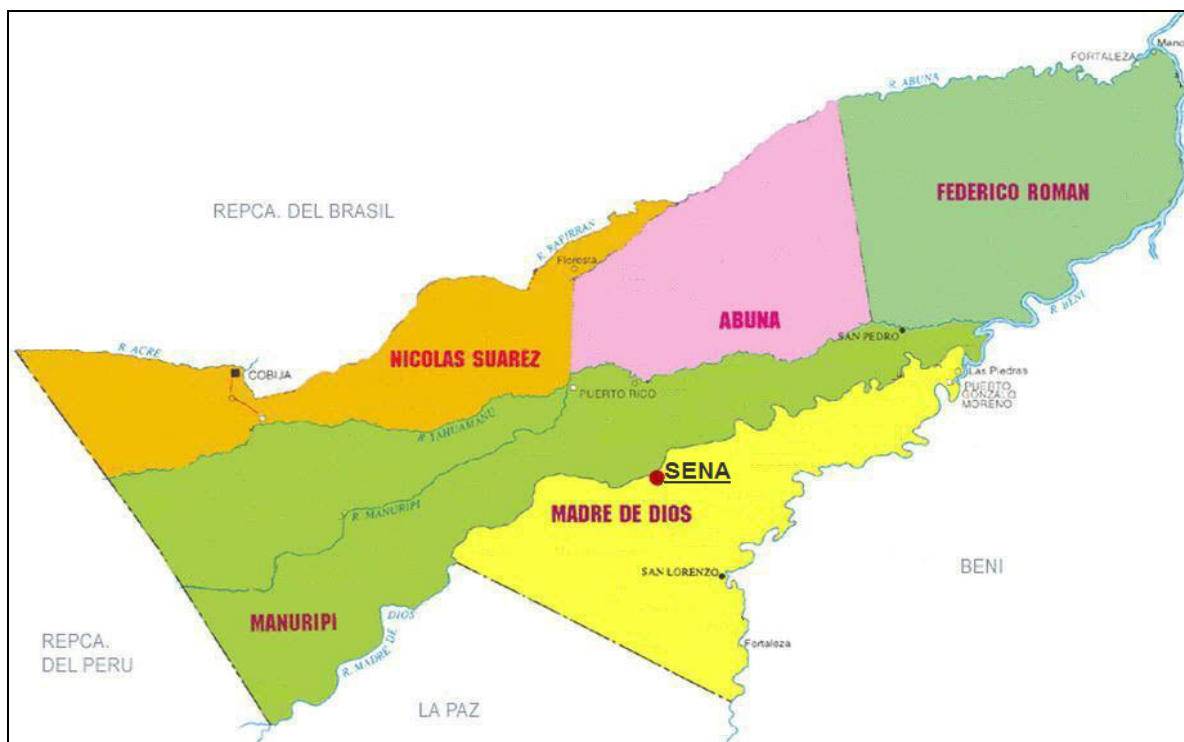 FORTALEZA
R. ABUNA
FEDERICO ROMAN
REPCA. DEL BRASIL
R. RAPIRRAN
Floresta
R. BENI
ABUNA
SAN PEDRO
R. ACRE
NICOLAS SUAREZ
COBIJA
Las Piedras
PUERTO RICO
PUERTO
GONZALO
MORENO
R. TAHUAMANU
SENA
R. MANURIPI
MADRE DE DIOS
BENI
SAN LORENZO
MANURIPI
R. MADRE DE DIOS
REPCA.
DEL PERU
Fortaleza
LA PAZ